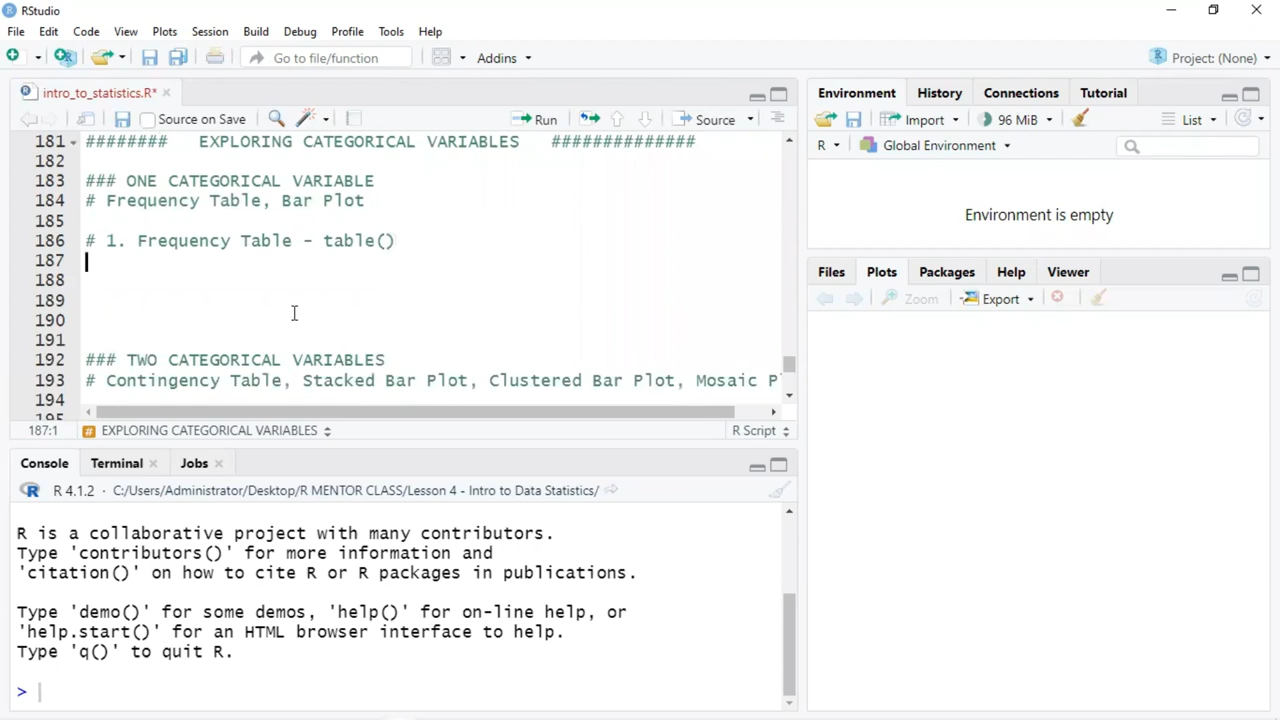 RStudio
File Edit Code View Plots Session Build Debug Profile Tools Help
Go to file/function Addins Project: (None)
intro_to_statistics.R*
Source on Save Run Source
181 ######## EXPLORING CATEGORICAL VARIABLES ##############
182
183 ### ONE CATEGORICAL VARIABLE
184 # Frequency Table, Bar Plot
185
186 # 1. Frequency Table - table()
187
188
189
190
191
192 ### TWO CATEGORICAL VARIABLES
193 # Contingency Table, Stacked Bar Plot, Clustered Bar Plot, Mosaic P
194
195
187:1 # EXPLORING CATEGORICAL VARIABLES R Script
Console Terminal Jobs
R R 4.1.2 · C:/Users/Administrator/Desktop/R MENTOR CLASS/Lesson 4 - Intro to Data Statistics/
R is a collaborative project with many contributors.
Type 'contributors()' for more information and
'citation()' on how to cite R or R packages in publications.
Type 'demo()' for some demos, 'help()' for on-line help, or
'help.start()' for an HTML browser interface to help.
Type 'q()' to quit R.
>
Environment History Connections Tutorial
Import 96 MiB List
R Global Environment
Environment is empty
Files Plots Packages Help Viewer
Zoom Export